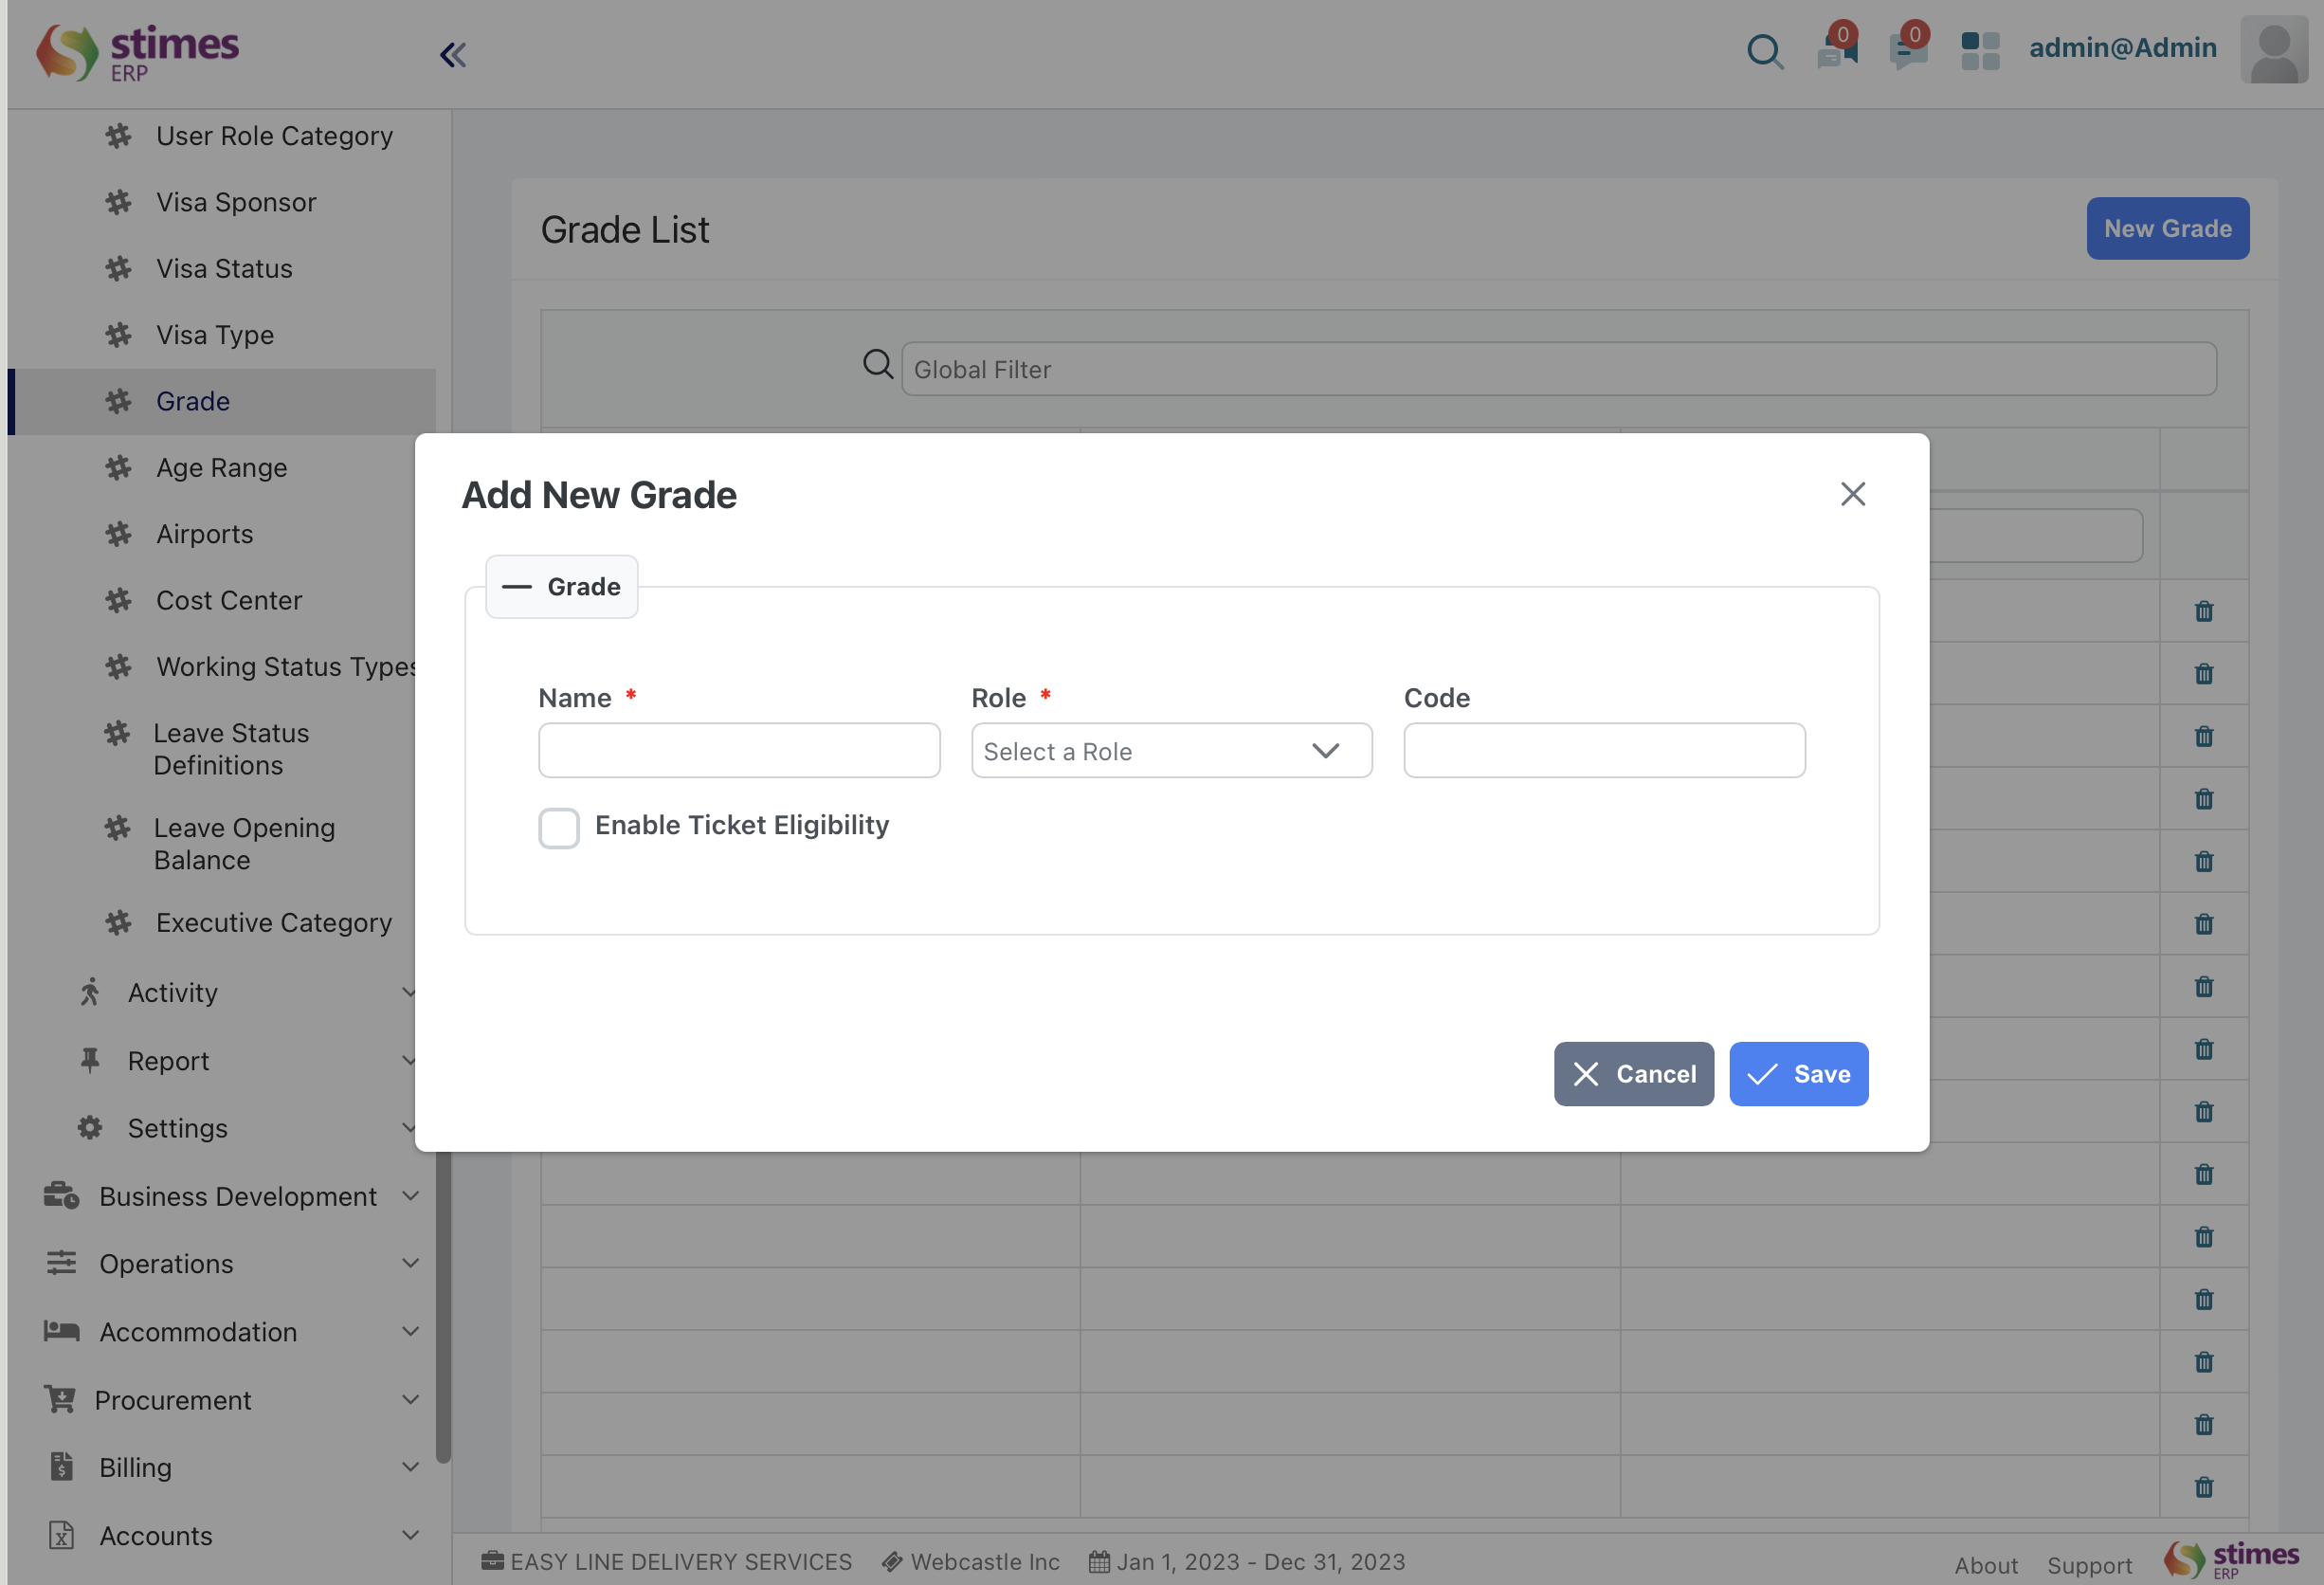 stimes
ERP
0
0
admin@Admin
User Role Category
Visa Sponsor
Visa Status
Visa Type
Grade
Age Range
Airports
Cost Center
Working Status Types
Leave Status
Definitions
Leave Opening
Balance
Executive Category
Activity
Report
Settings
Business Development
Operations
Accommodation
Procurement
Billing
Accounts
Grade List
New Grade
Global Filter
Add New Grade
Grade
Name *
Role *
Code
Select a Role
Enable Ticket Eligibility
Cancel
Save
EASY LINE DELIVERY SERVICES
Webcastle Inc
Jan 1, 2023 - Dec 31, 2023
About
Support
stimes
ERP